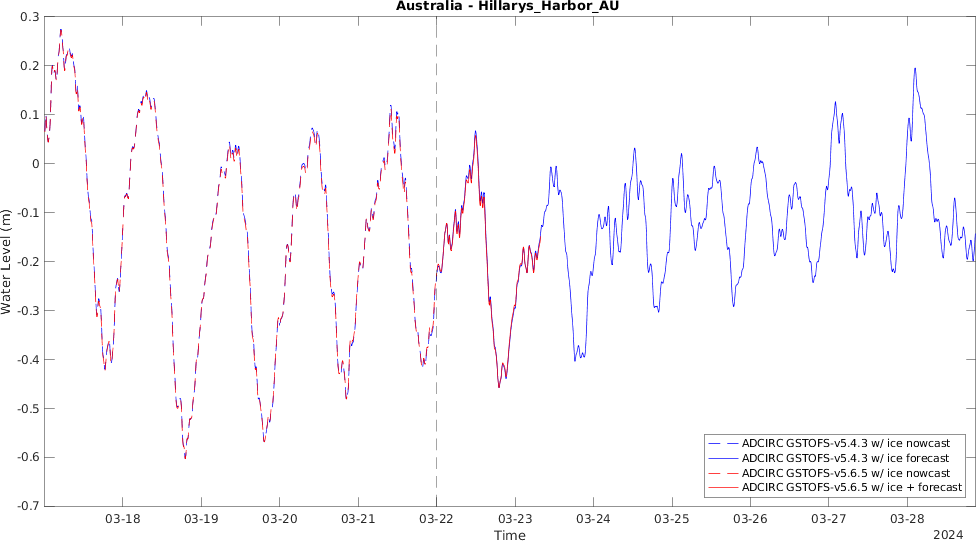 Australia - Hillarys_Harbor_AU
Water Level (m)
0.3
0.2
0.1
0
-0.1
-0.2
-0.3
-0.4
-0.5
-0.6
-0.7
ADCIRC GSTOFS-v5.4.3 w/ ice nowcast
ADCIRC GSTOFS-v5.4.3 w/ ice forecast
ADCIRC GSTOFS-v5.6.5 w/ ice nowcast
ADCIRC GSTOFS-v5.6.5 w/ ice + forecast
03-18 03-19 03-20 03-21 03-22 03-23 03-24 03-25 03-26 03-27 03-28
Time
2024